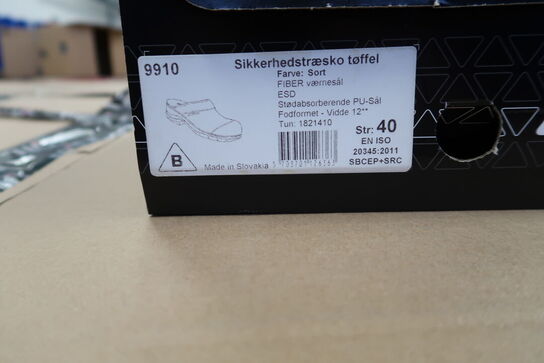 9910
Sikkerhedstræsko tøffel
Farve: Sort
FIBER værnesål
ESD
Stødabsorberende PU-Sål
Fodformet - Vidde 12**
Tun: 1821410
Str: 40
EN ISO
20345:2011
SBCEP+SRC
B
Made in Slovakia